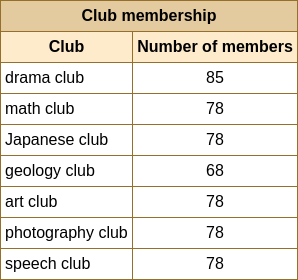 Club membership
Club Number of members
drama club 85
math club 78
Japanese club 78
geology club 68
art club 78
photography club 78
speech club 78